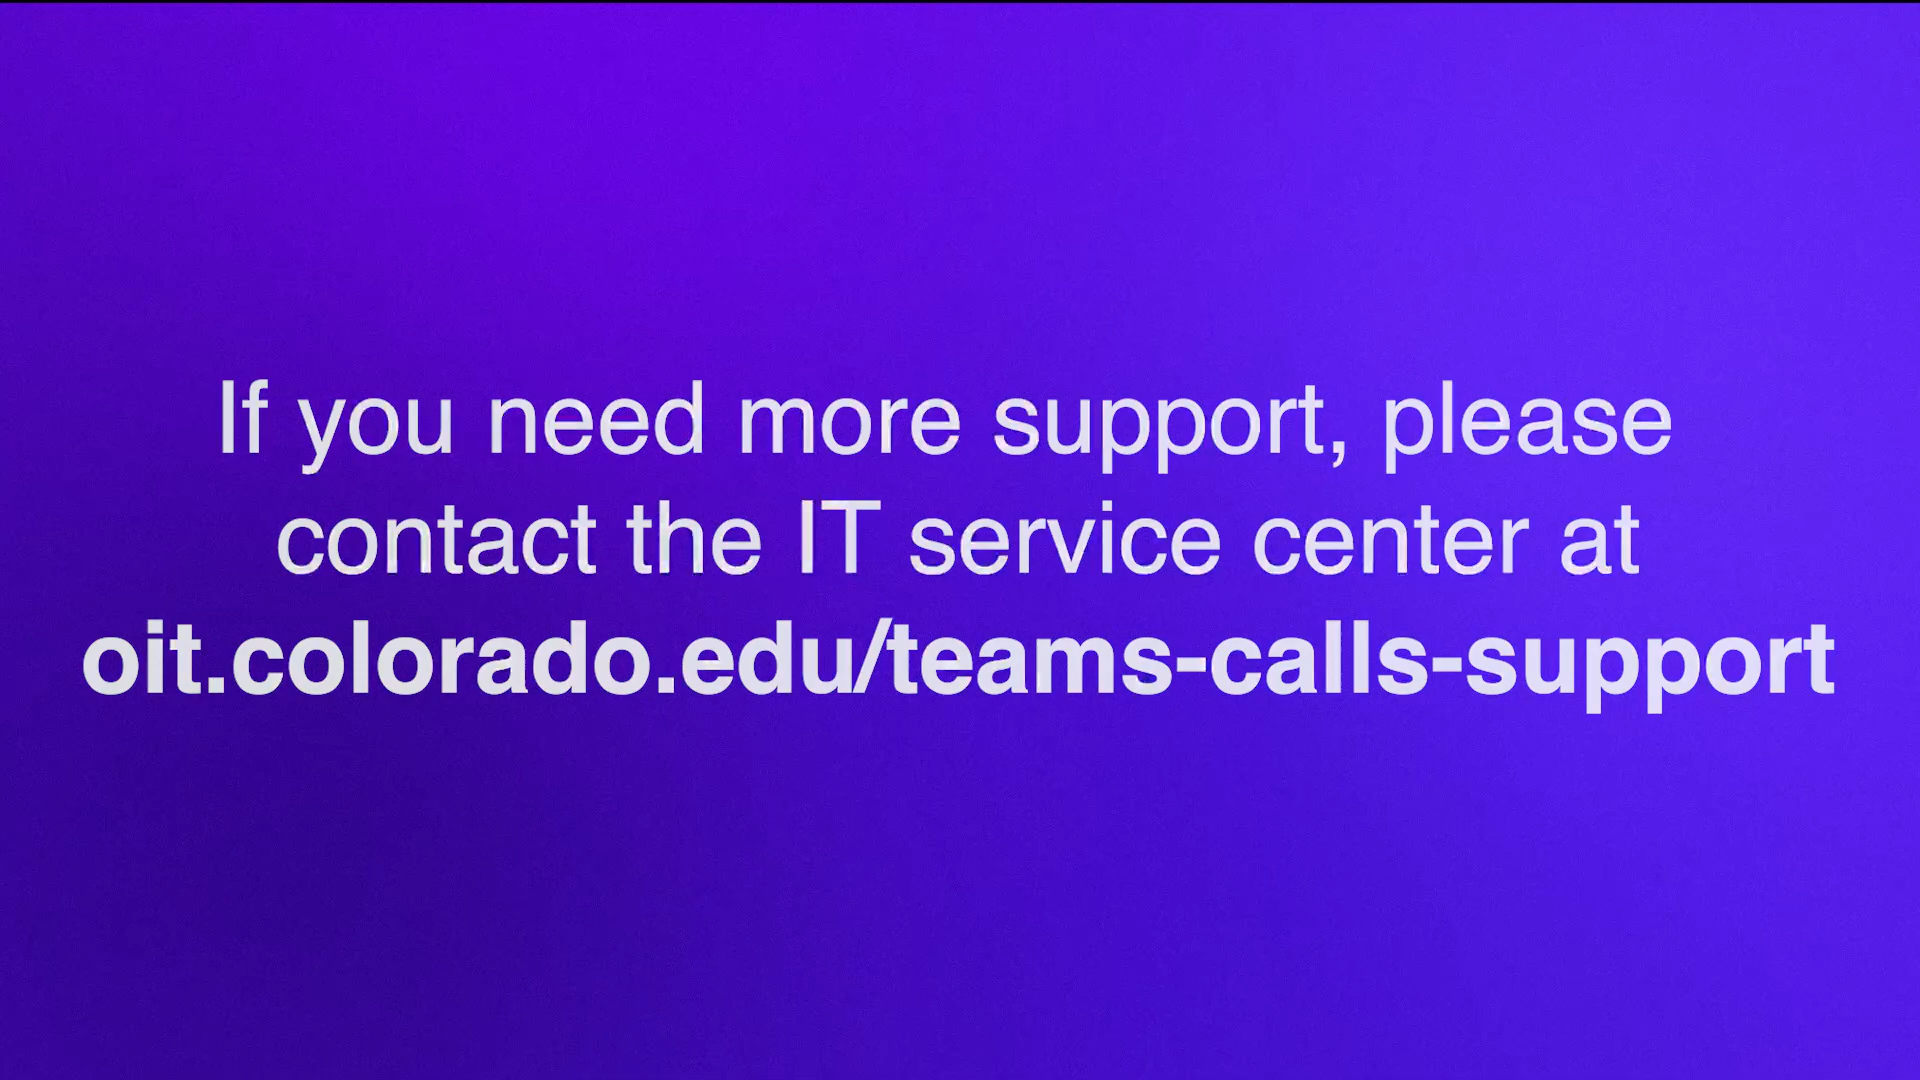 If you need more support, please
contact the IT service center at
oit.colorado.edu/teams-calls-support